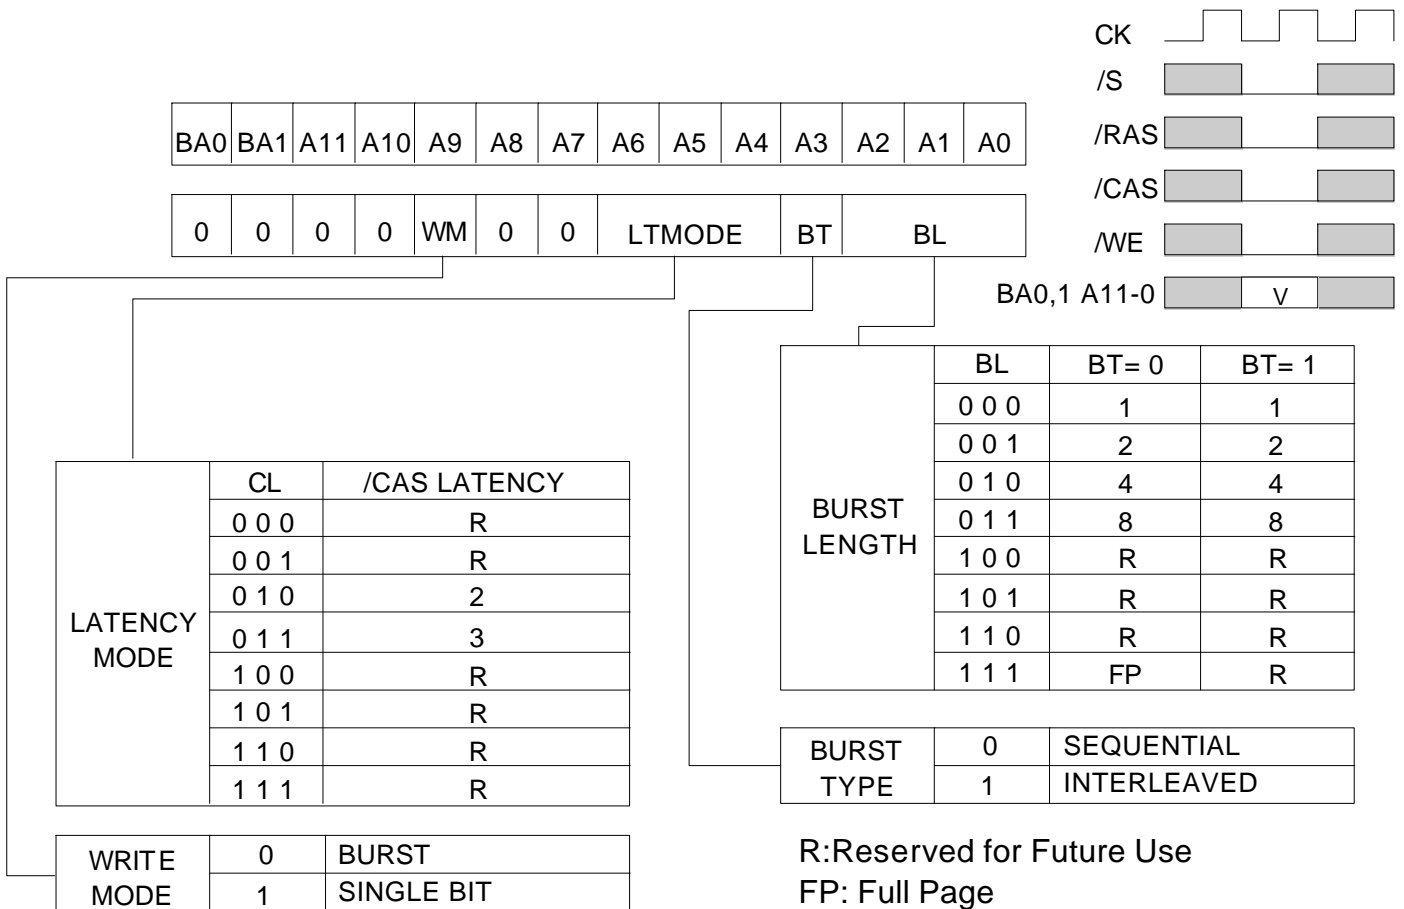 CK
/S
/RAS
/CAS
/WE
BA0,1 A11-0 V
BA0 BA1 A11 A10 A9 A8 A7 A6 A5 A4 A3 A2 A1 A0
0 0 0 0 WM 0 0 LTMODE BT BL
LATENCY MODE
CL /CAS LATENCY
0 0 0 R
0 0 1 R
0 1 0 2
0 1 1 3
1 0 0 R
1 0 1 R
1 1 0 R
1 1 1 R
WRITE MODE
0 BURST
1 SINGLE BIT
BURST LENGTH
BL BT= 0 BT= 1
0 0 0 1 1
0 0 1 2 2
0 1 0 4 4
0 1 1 8 8
1 0 0 R R
1 0 1 R R
1 1 0 R R
1 1 1 FP R
BURST TYPE
0 SEQUENTIAL
1 INTERLEAVED
R:Reserved for Future Use
FP: Full Page